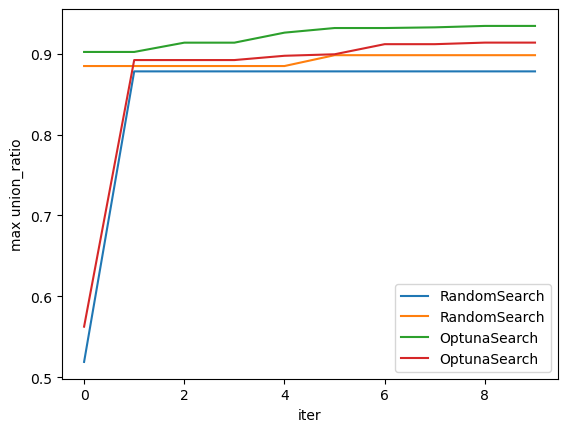 max union_ratio
0.9
0.8
0.7
0.6
0.5
0 2 4 6 8
iter
RandomSearch
RandomSearch
OptunaSearch
OptunaSearch